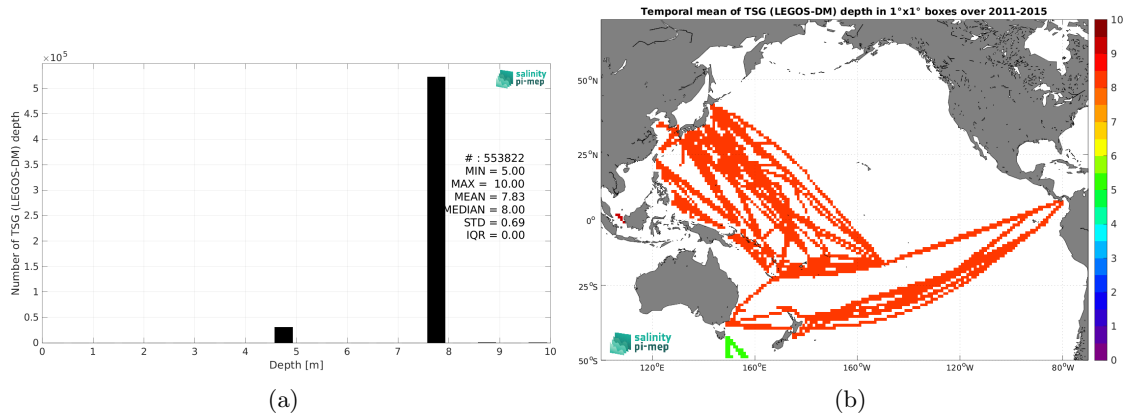 ×10⁵
5
4.5
4
3.5
3
2.5
2
1.5
1
0.5
0
Number of TSG (LEGOS-DM) depth
salinity
pi-mep
# : 553822
MIN = 5.00
MAX = 10.00
MEAN = 7.83
MEDIAN = 8.00
STD = 0.69
IQR = 0.00
0 1 2 3 4 5 6 7 8 9 10
Depth [m]
(a)
Temporal mean of TSG (LEGOS-DM) depth in 1°x1° boxes over 2011-2015
50°N
25°N
0°
25°S
50°S
120°E 160°E 160°W 120°W 80°W
salinity
pi-mep
10
9
8
7
6
5
4
3
2
1
0
(b)